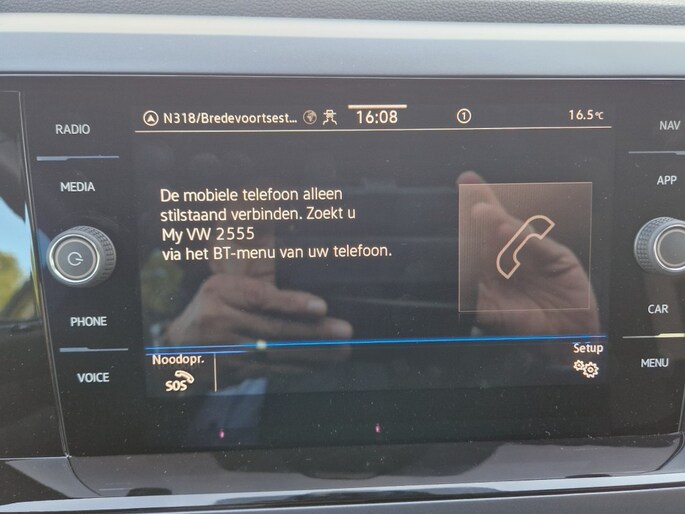 RADIO
MEDIA
PHONE
VOICE
N318/Bredevoortsest... 16:08 1 16.5°C
De mobiele telefoon alleen
stilstaand verbinden. Zoekt u
My VW 2555
via het BT-menu van uw telefoon.
Noodopr.
SOS
Setup
NAV
APP
CAR
MENU